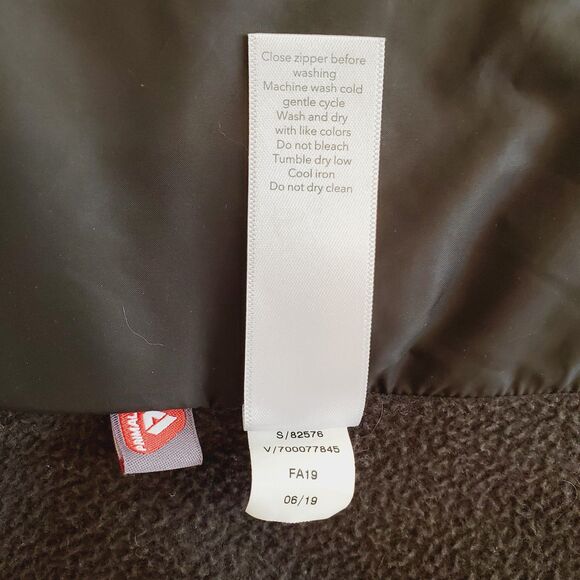 Close zipper before
washing
Machine wash cold
gentle cycle
Wash and dry
with like colors
Do not bleach
Tumble dry low
Cool iron
Do not dry clean
S/82576
V/700077845
FA19
06/19
ANIMAL